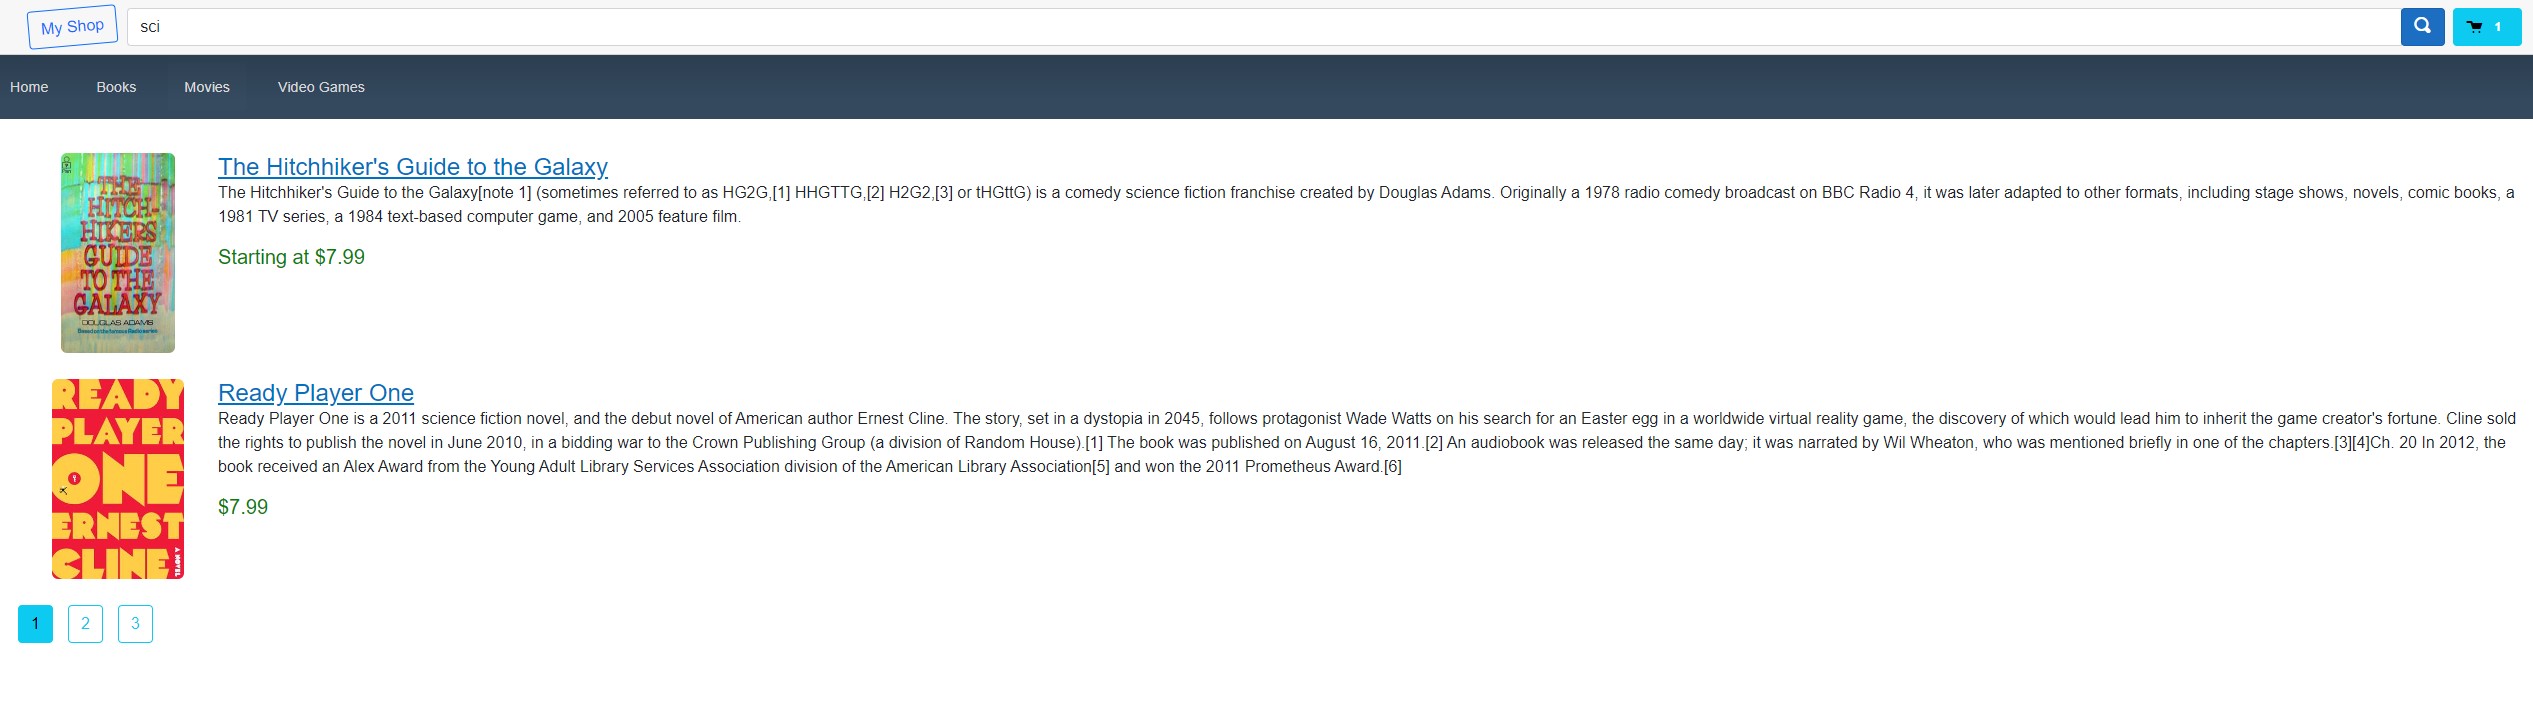 My Shop
sci
1
Home
Books
Movies
Video Games
THE
HITCH-
HIKERS
GUIDE
TO THE
GALAXY
DOUGLAS ADAMS
Based on the famous Radio series
The Hitchhiker's Guide to the Galaxy
The Hitchhiker's Guide to the Galaxy[note 1] (sometimes referred to as HG2G,[1] HHGTTG,[2] H2G2,[3] or tHGttG) is a comedy science fiction franchise created by Douglas Adams. Originally a 1978 radio comedy broadcast on BBC Radio 4, it was later adapted to other formats, including stage shows, novels, comic books, a
1981 TV series, a 1984 text-based computer game, and 2005 feature film.
Starting at $7.99
READY
PLAYER
ONE
ERNEST
CLINE
A NOVEL
Ready Player One
Ready Player One is a 2011 science fiction novel, and the debut novel of American author Ernest Cline. The story, set in a dystopia in 2045, follows protagonist Wade Watts on his search for an Easter egg in a worldwide virtual reality game, the discovery of which would lead him to inherit the game creator's fortune. Cline sold
the rights to publish the novel in June 2010, in a bidding war to the Crown Publishing Group (a division of Random House).[1] The book was published on August 16, 2011.[2] An audiobook was released the same day; it was narrated by Wil Wheaton, who was mentioned briefly in one of the chapters.[3][4]Ch. 20 In 2012, the
book received an Alex Award from the Young Adult Library Services Association division of the American Library Association[5] and won the 2011 Prometheus Award.[6]
$7.99
1
2
3